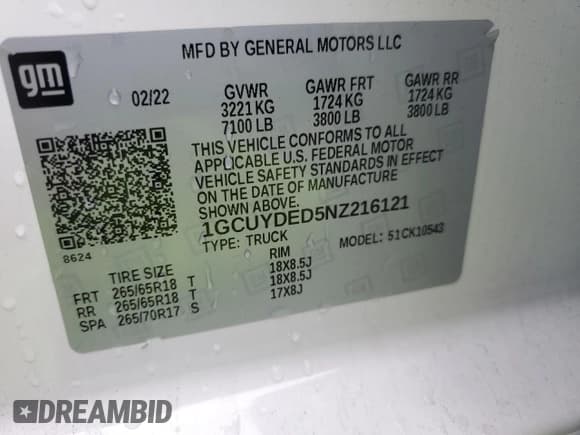 MFD BY GENERAL MOTORS LLC
gm
02/22 GVWR GAWR FRT GAWR RR
3221 KG 1724 KG 1724 KG
7100 LB 3800 LB 3800 LB
THIS VEHICLE CONFORMS TO ALL
APPLICABLE U.S. FEDERAL MOTOR
VEHICLE SAFETY STANDARDS IN EFFECT
ON THE DATE OF MANUFACTURE
SHOWN ABOVE.
1GCUYDED5NZ216121
8624 TYPE: TRUCK MODEL: 51CK10543
TIRE SIZE RIM
FRT 265/65R18 T 18X8.5J
RR 265/65R18 T 18X8.5J
SPA 265/70R17 S 17X8J
DREAMBID